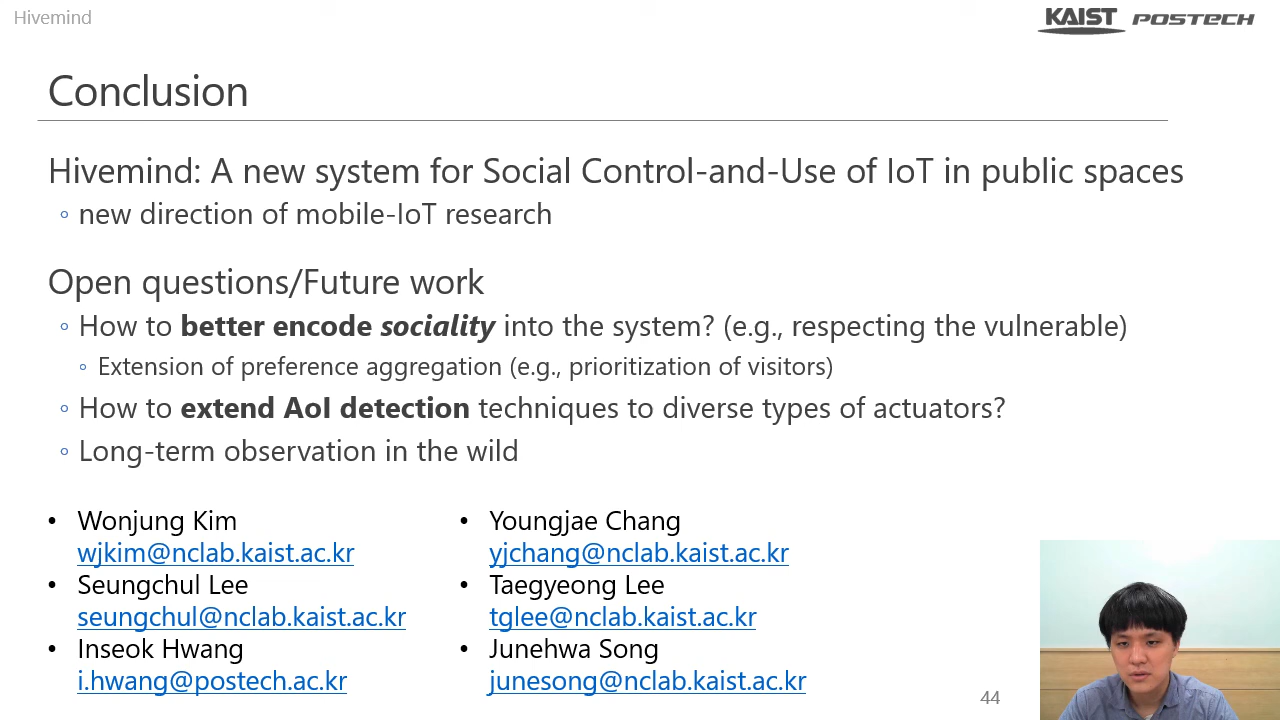 Hivemind
KAIST POSTECH
Conclusion
Hivemind: A new system for Social Control-and-Use of IoT in public spaces
◦ new direction of mobile-IoT research
Open questions/Future work
◦ How to better encode sociality into the system? (e.g., respecting the vulnerable)
◦ Extension of preference aggregation (e.g., prioritization of visitors)
◦ How to extend AoI detection techniques to diverse types of actuators?
◦ Long-term observation in the wild
• Wonjung Kim
wjkim@nclab.kaist.ac.kr
• Seungchul Lee
seungchul@nclab.kaist.ac.kr
• Inseok Hwang
i.hwang@postech.ac.kr
• Youngjae Chang
yjchang@nclab.kaist.ac.kr
• Taegyeong Lee
tglee@nclab.kaist.ac.kr
• Junehwa Song
junesong@nclab.kaist.ac.kr
44